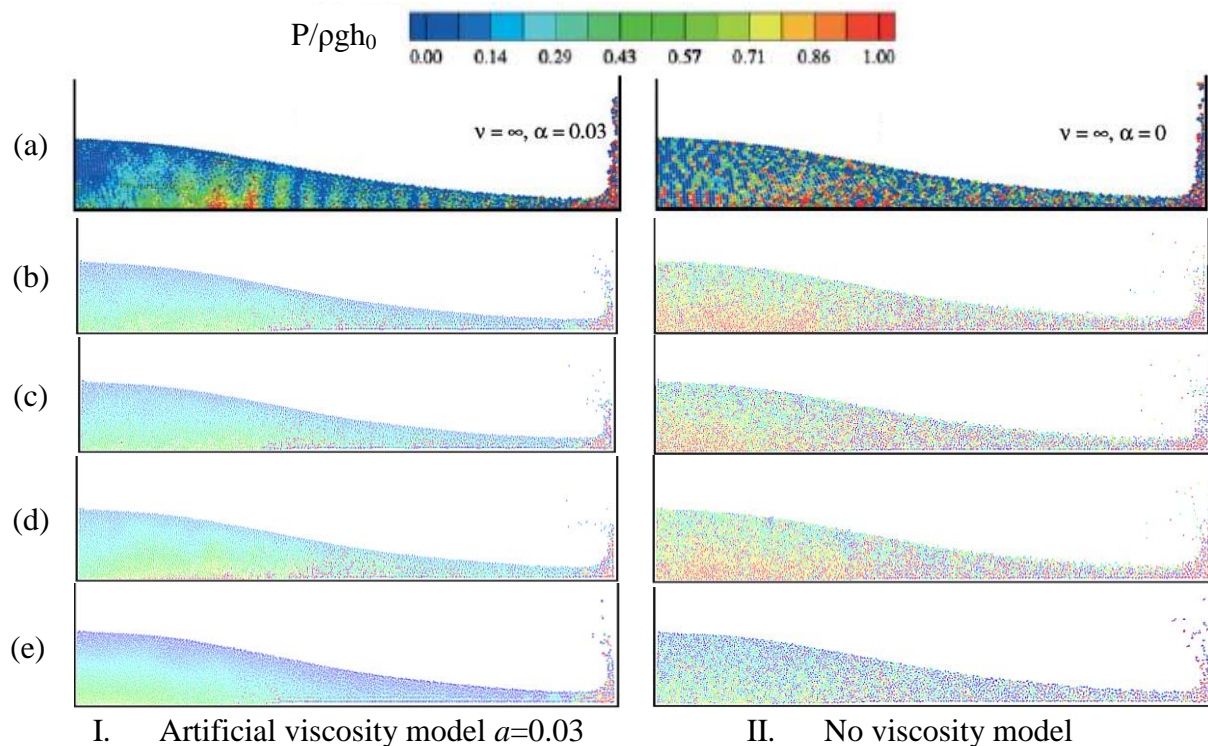 P/ρgh₀
0.00 0.14 0.29 0.43 0.57 0.71 0.86 1.00
(a)
ν = ∞, α = 0.03
ν = ∞, α = 0
(b)
(c)
(d)
(e)
I. Artificial viscosity model a=0.03
II. No viscosity model